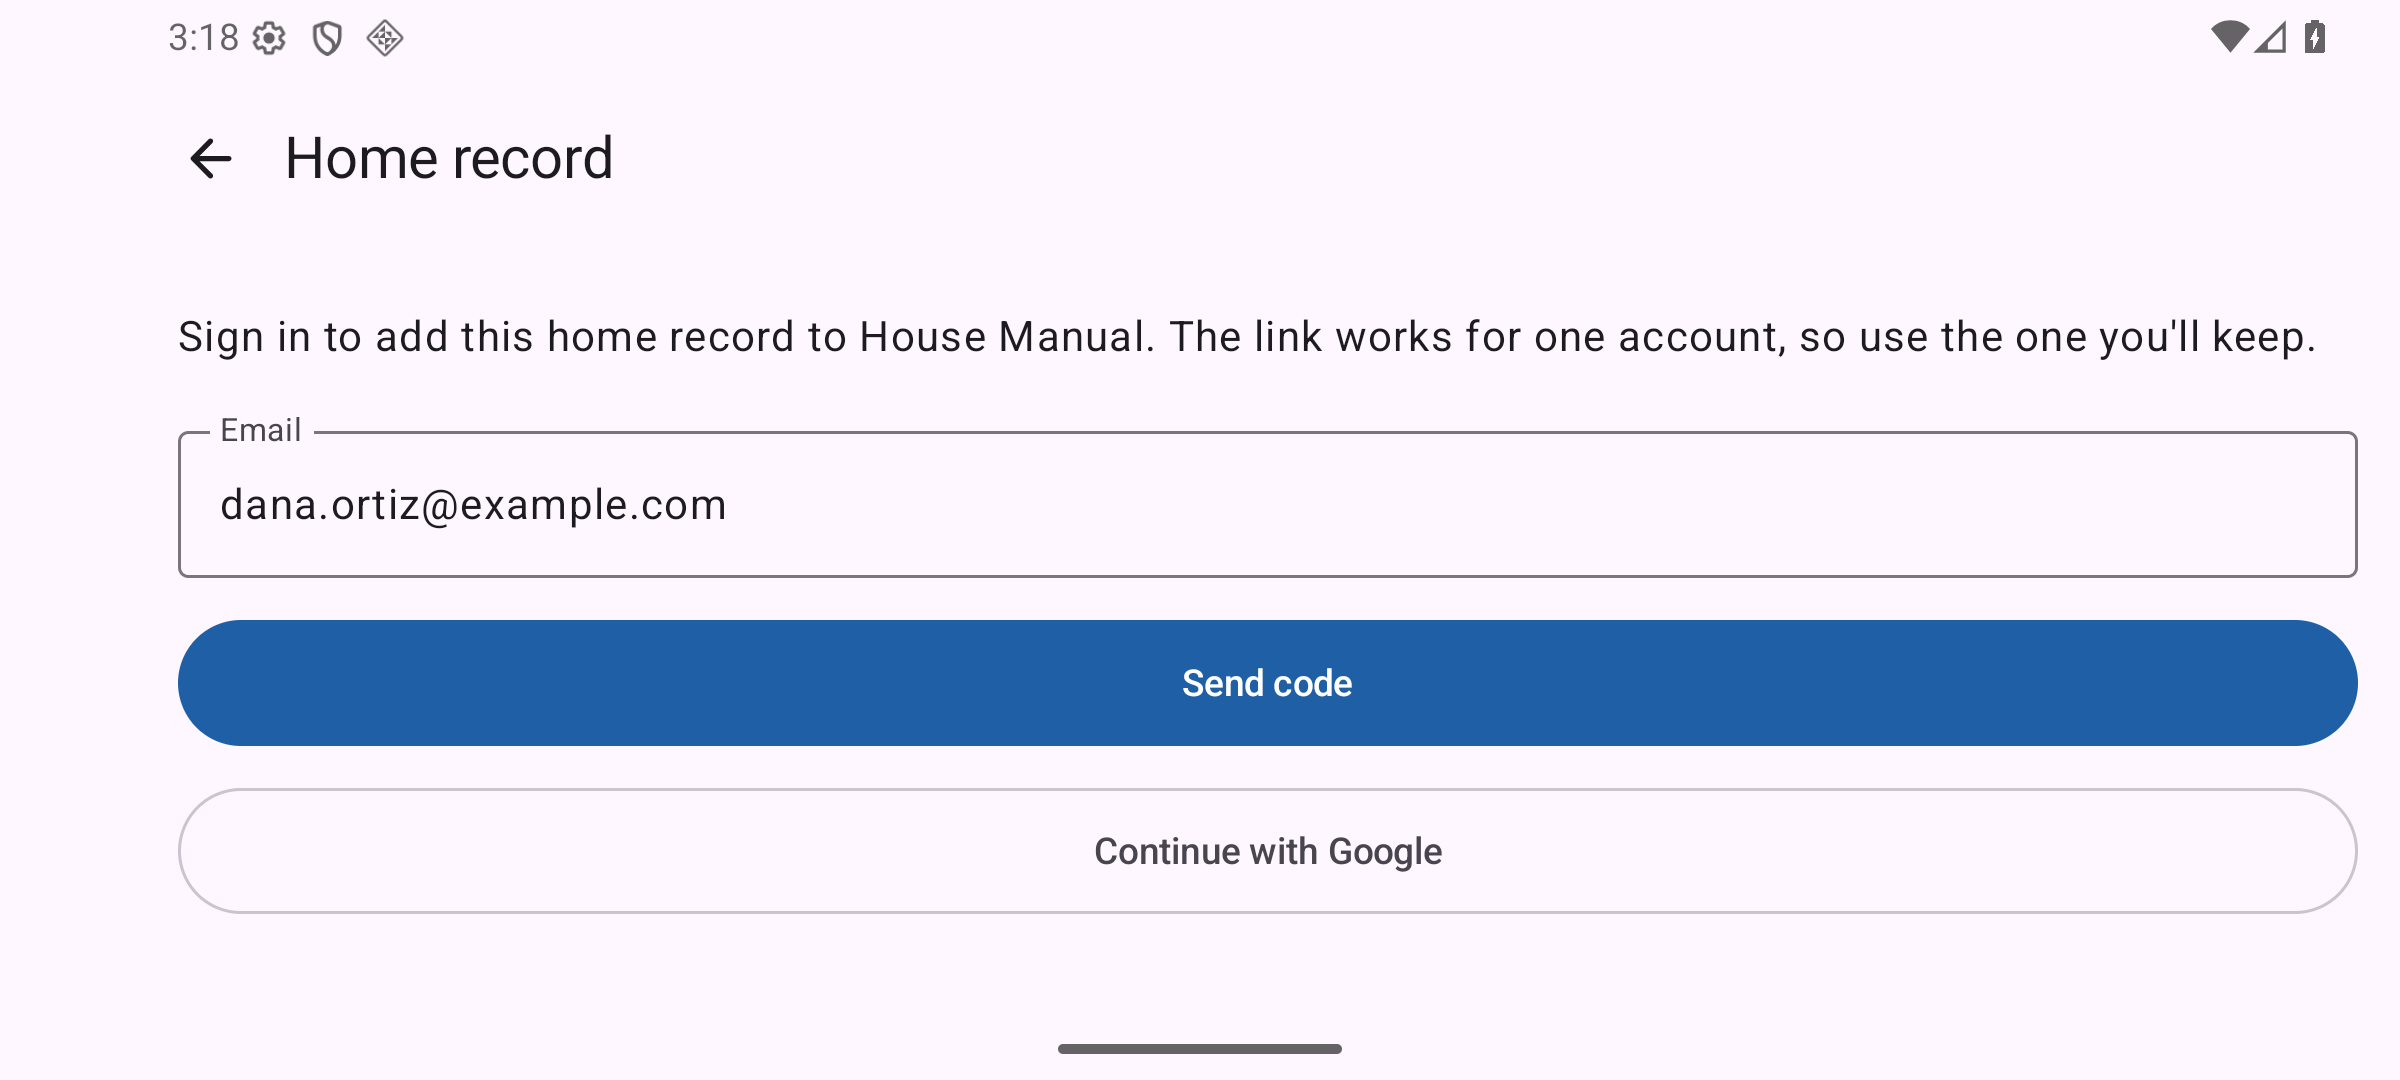 3:18
Home record
Sign in to add this home record to House Manual. The link works for one account, so use the one you'll keep.
Email
dana.ortiz@example.com
Send code
Continue with Google